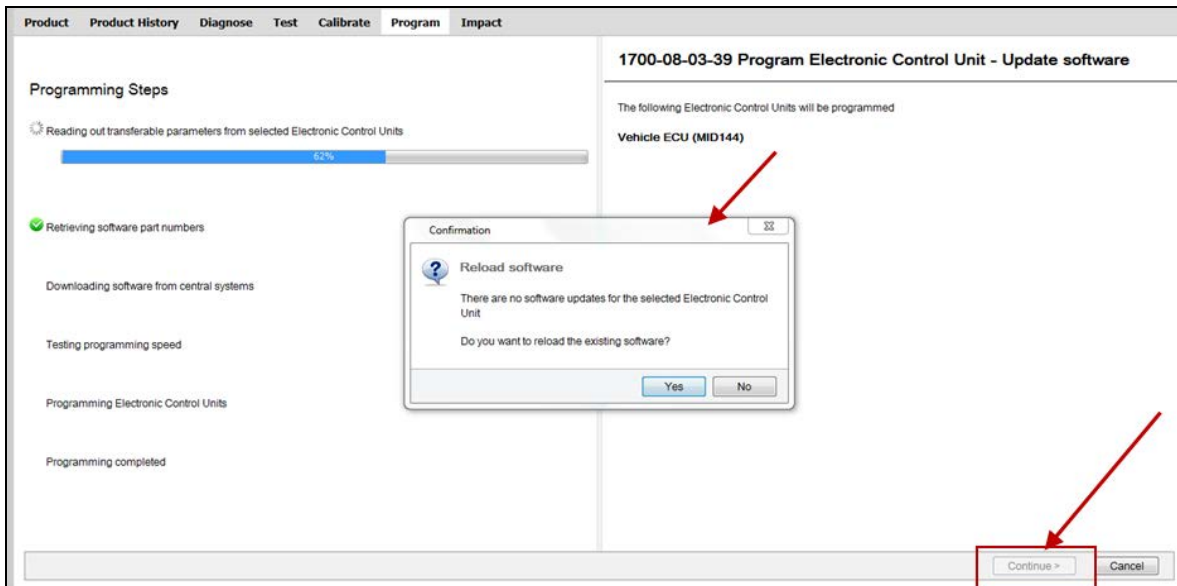 Product Product History Diagnose Test Calibrate Program Impact
1700-08-03-39 Program Electronic Control Unit - Update software
Programming Steps
The following Electronic Control Units will be programmed
Reading out transferable parameters from selected Electronic Control Units
Vehicle ECU (MID144)
62%
Retrieving software part numbers
Downloading software from central systems
Testing programming speed
Programming Electronic Control Units
Programming completed
Confirmation
Reload software
There are no software updates for the selected Electronic Control
Unit
Do you want to reload the existing software?
Yes No
Continue > Cancel